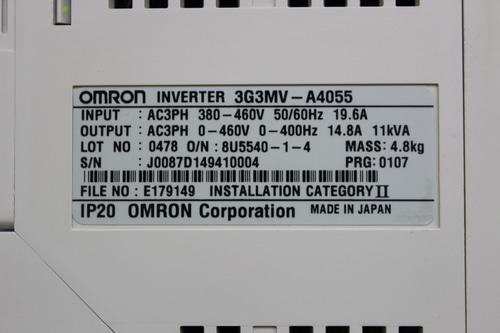 OMRON INVERTER 3G3MV-A4055
INPUT : AC3PH 380-460V 50/60Hz 19.6A
OUTPUT : AC3PH 0-460V 0-400Hz 14.8A 11kVA
LOT NO : 0478 O/N : 8U5540-1-4 MASS: 4.8kg
S/N : J0087D149410004 PRG: 0107
FILE NO : E179149 INSTALLATION CATEGORY II
IP20 OMRON Corporation MADE IN JAPAN